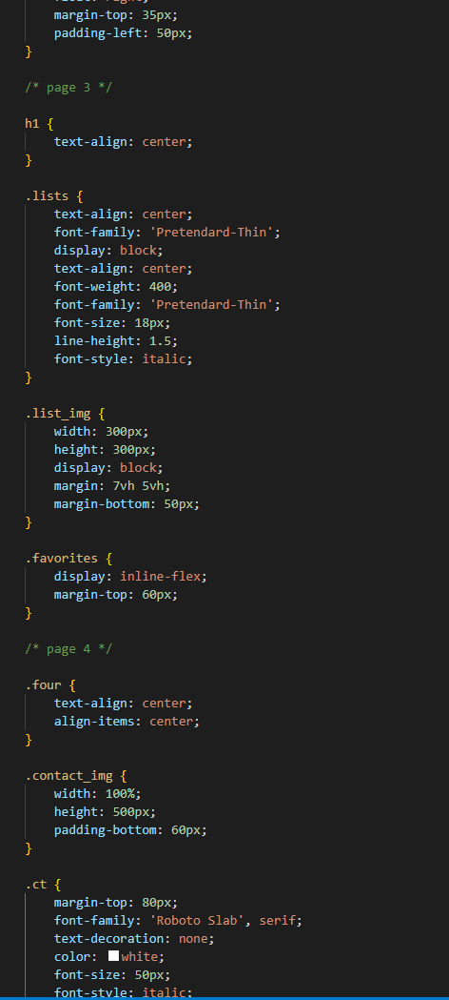 margin-top: 35px;
padding-left: 50px;
}
/* page 3 */
h1 {
text-align: center;
}
.lists {
text-align: center;
font-family: 'Pretendard-Thin';
display: block;
text-align: center;
font-weight: 400;
font-family: 'Pretendard-Thin';
font-size: 18px;
line-height: 1.5;
font-style: italic;
}
.list_img {
width: 300px;
height: 300px;
display: block;
margin: 7vh 5vh;
margin-bottom: 50px;
}
.favorites {
display: inline-flex;
margin-top: 60px;
}
/* page 4 */
.four {
text-align: center;
align-items: center;
}
.contact_img {
width: 100%;
height: 500px;
padding-bottom: 60px;
}
.ct {
margin-top: 80px;
font-family: 'Roboto Slab', serif;
text-decoration: none;
color: white;
font-size: 50px;
font-style: italic;